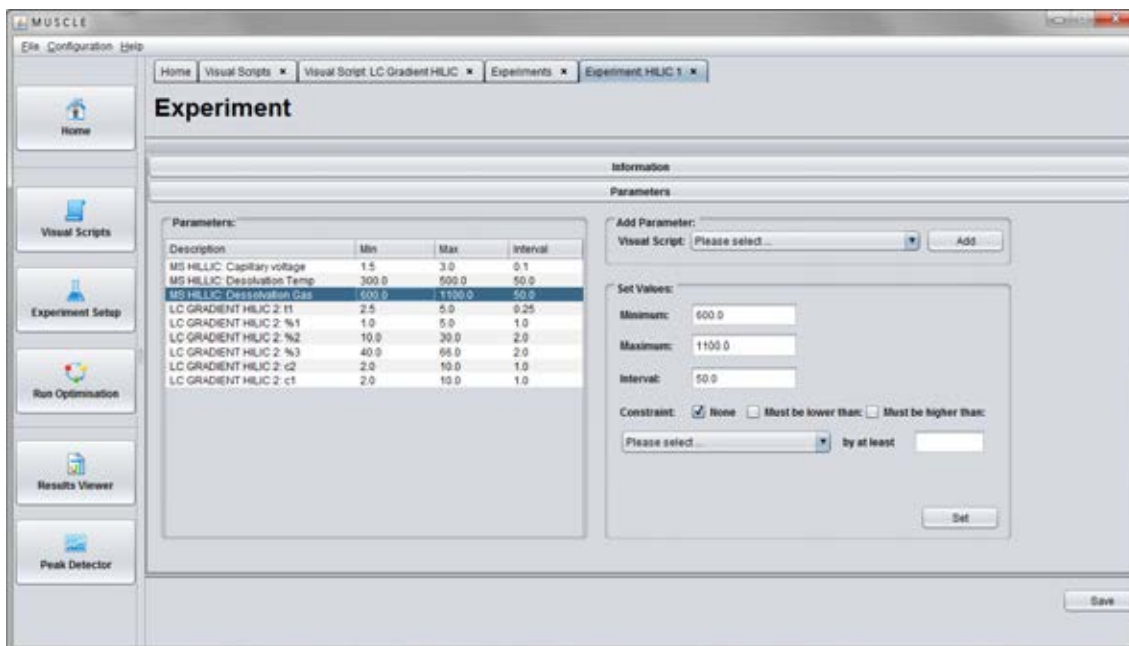 MUSCLE
File Configuration Help
Home Visual Scripts Visual Script: LC Gradient HILIC Experiments Experiment: HILIC 1
Experiment
Home
Visual Scripts
Experiment Setup
Run Optimisation
Results Viewer
Peak Detector
Information
Parameters
Parameters:
Description Min Max Interval
MS HILLIC: Capillary voltage 1.5 3.0 0.1
MS HILLIC: Desolvation Temp 300.0 500.0 50.0
MS HILLIC: Dessolvation Gas 600.0 1100.0 50.0
LC GRADIENT HILIC 2: t1 2.5 5.0 0.25
LC GRADIENT HILIC 2: %1 1.0 5.0 1.0
LC GRADIENT HILIC 2: %2 10.0 30.0 2.0
LC GRADIENT HILIC 2: %3 40.0 66.0 2.0
LC GRADIENT HILIC 2: c2 2.0 10.0 1.0
LC GRADIENT HILIC 2: c1 2.0 10.0 1.0
Add Parameter:
Visual Script: Please select... Add
Set Values:
Minimum: 600.0
Maximum: 1100.0
Interval: 50.0
Constraint: None Must be lower than: Must be higher than:
Please select ... by at least
Set
Save